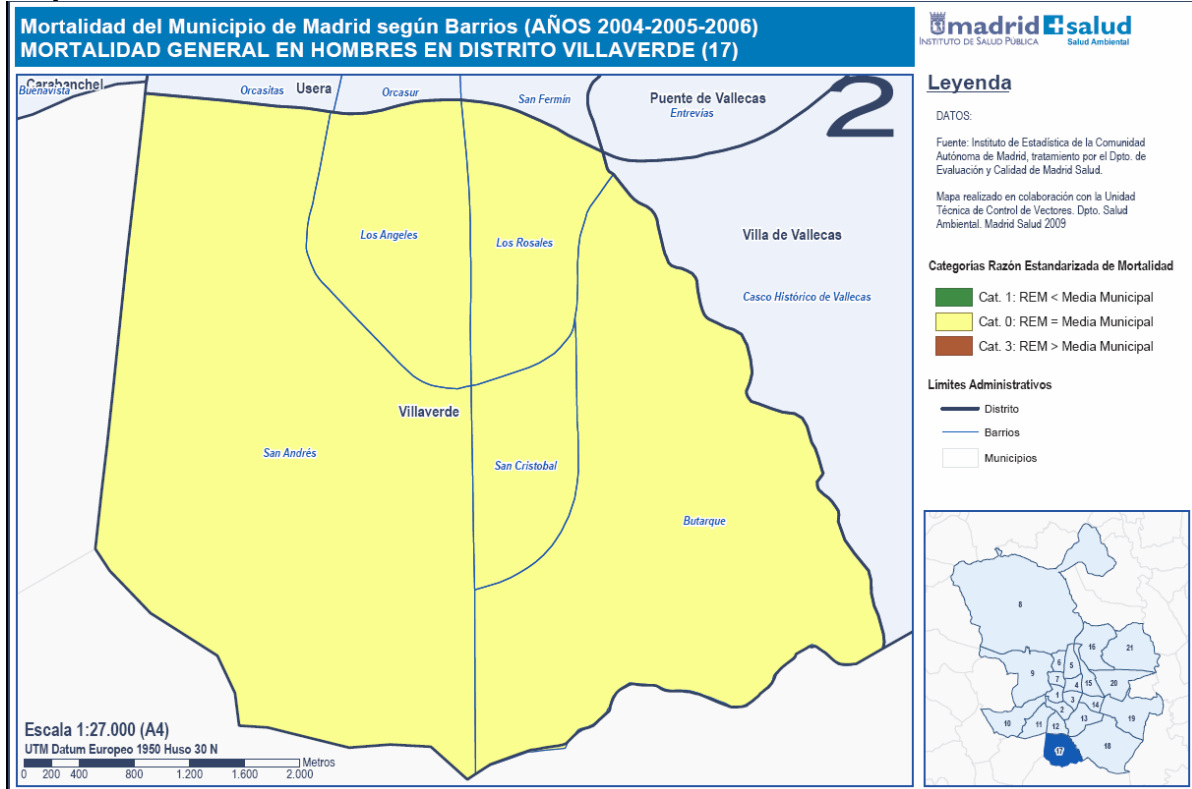 Mortalidad del Municipio de Madrid según Barrios (AÑOS 2004-2005-2006)
MORTALIDAD GENERAL EN HOMBRES EN DISTRITO VILLAVERDE (17)
madrid salud
INSTITUTO DE SALUD PÚBLICA
Salud Ambiental
Carabanchel
Buenavista
Orcasitas
Usera
Orcasur
San Fermín
Puente de Vallecas
Entrevías
2
Los Angeles
Los Rosales
Villa de Vallecas
Casco Histórico de Vallecas
Villaverde
San Andrés
San Cristobal
Butarque
Escala 1:27.000 (A4)
UTM Datum Europeo 1950 Huso 30 N
Metros
0 200 400 800 1.200 1.600 2.000
Leyenda
DATOS:
Fuente: Instituto de Estadística de la Comunidad
Autónoma de Madrid, tratamiento por el Dpto. de
Evaluación y Calidad de Madrid Salud.
Mapa realizado en colaboración con la Unidad
Técnica de Control de Vectores. Dpto. Salud
Ambiental. Madrid Salud 2009
Categorías Razón Estandarizada de Mortalidad
Cat. 1: REM < Media Municipal
Cat. 0: REM = Media Municipal
Cat. 3: REM > Media Municipal
Limites Administrativos
Distrito
Barrios
Municipios
8
16
21
6
5
9
7
4
15
20
1
3
14
2
10
11
12
13
19
17
18